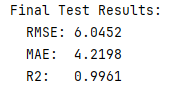 Final Test Results:
RMSE: 6.0452
MAE: 4.2198
R2: 0.9961